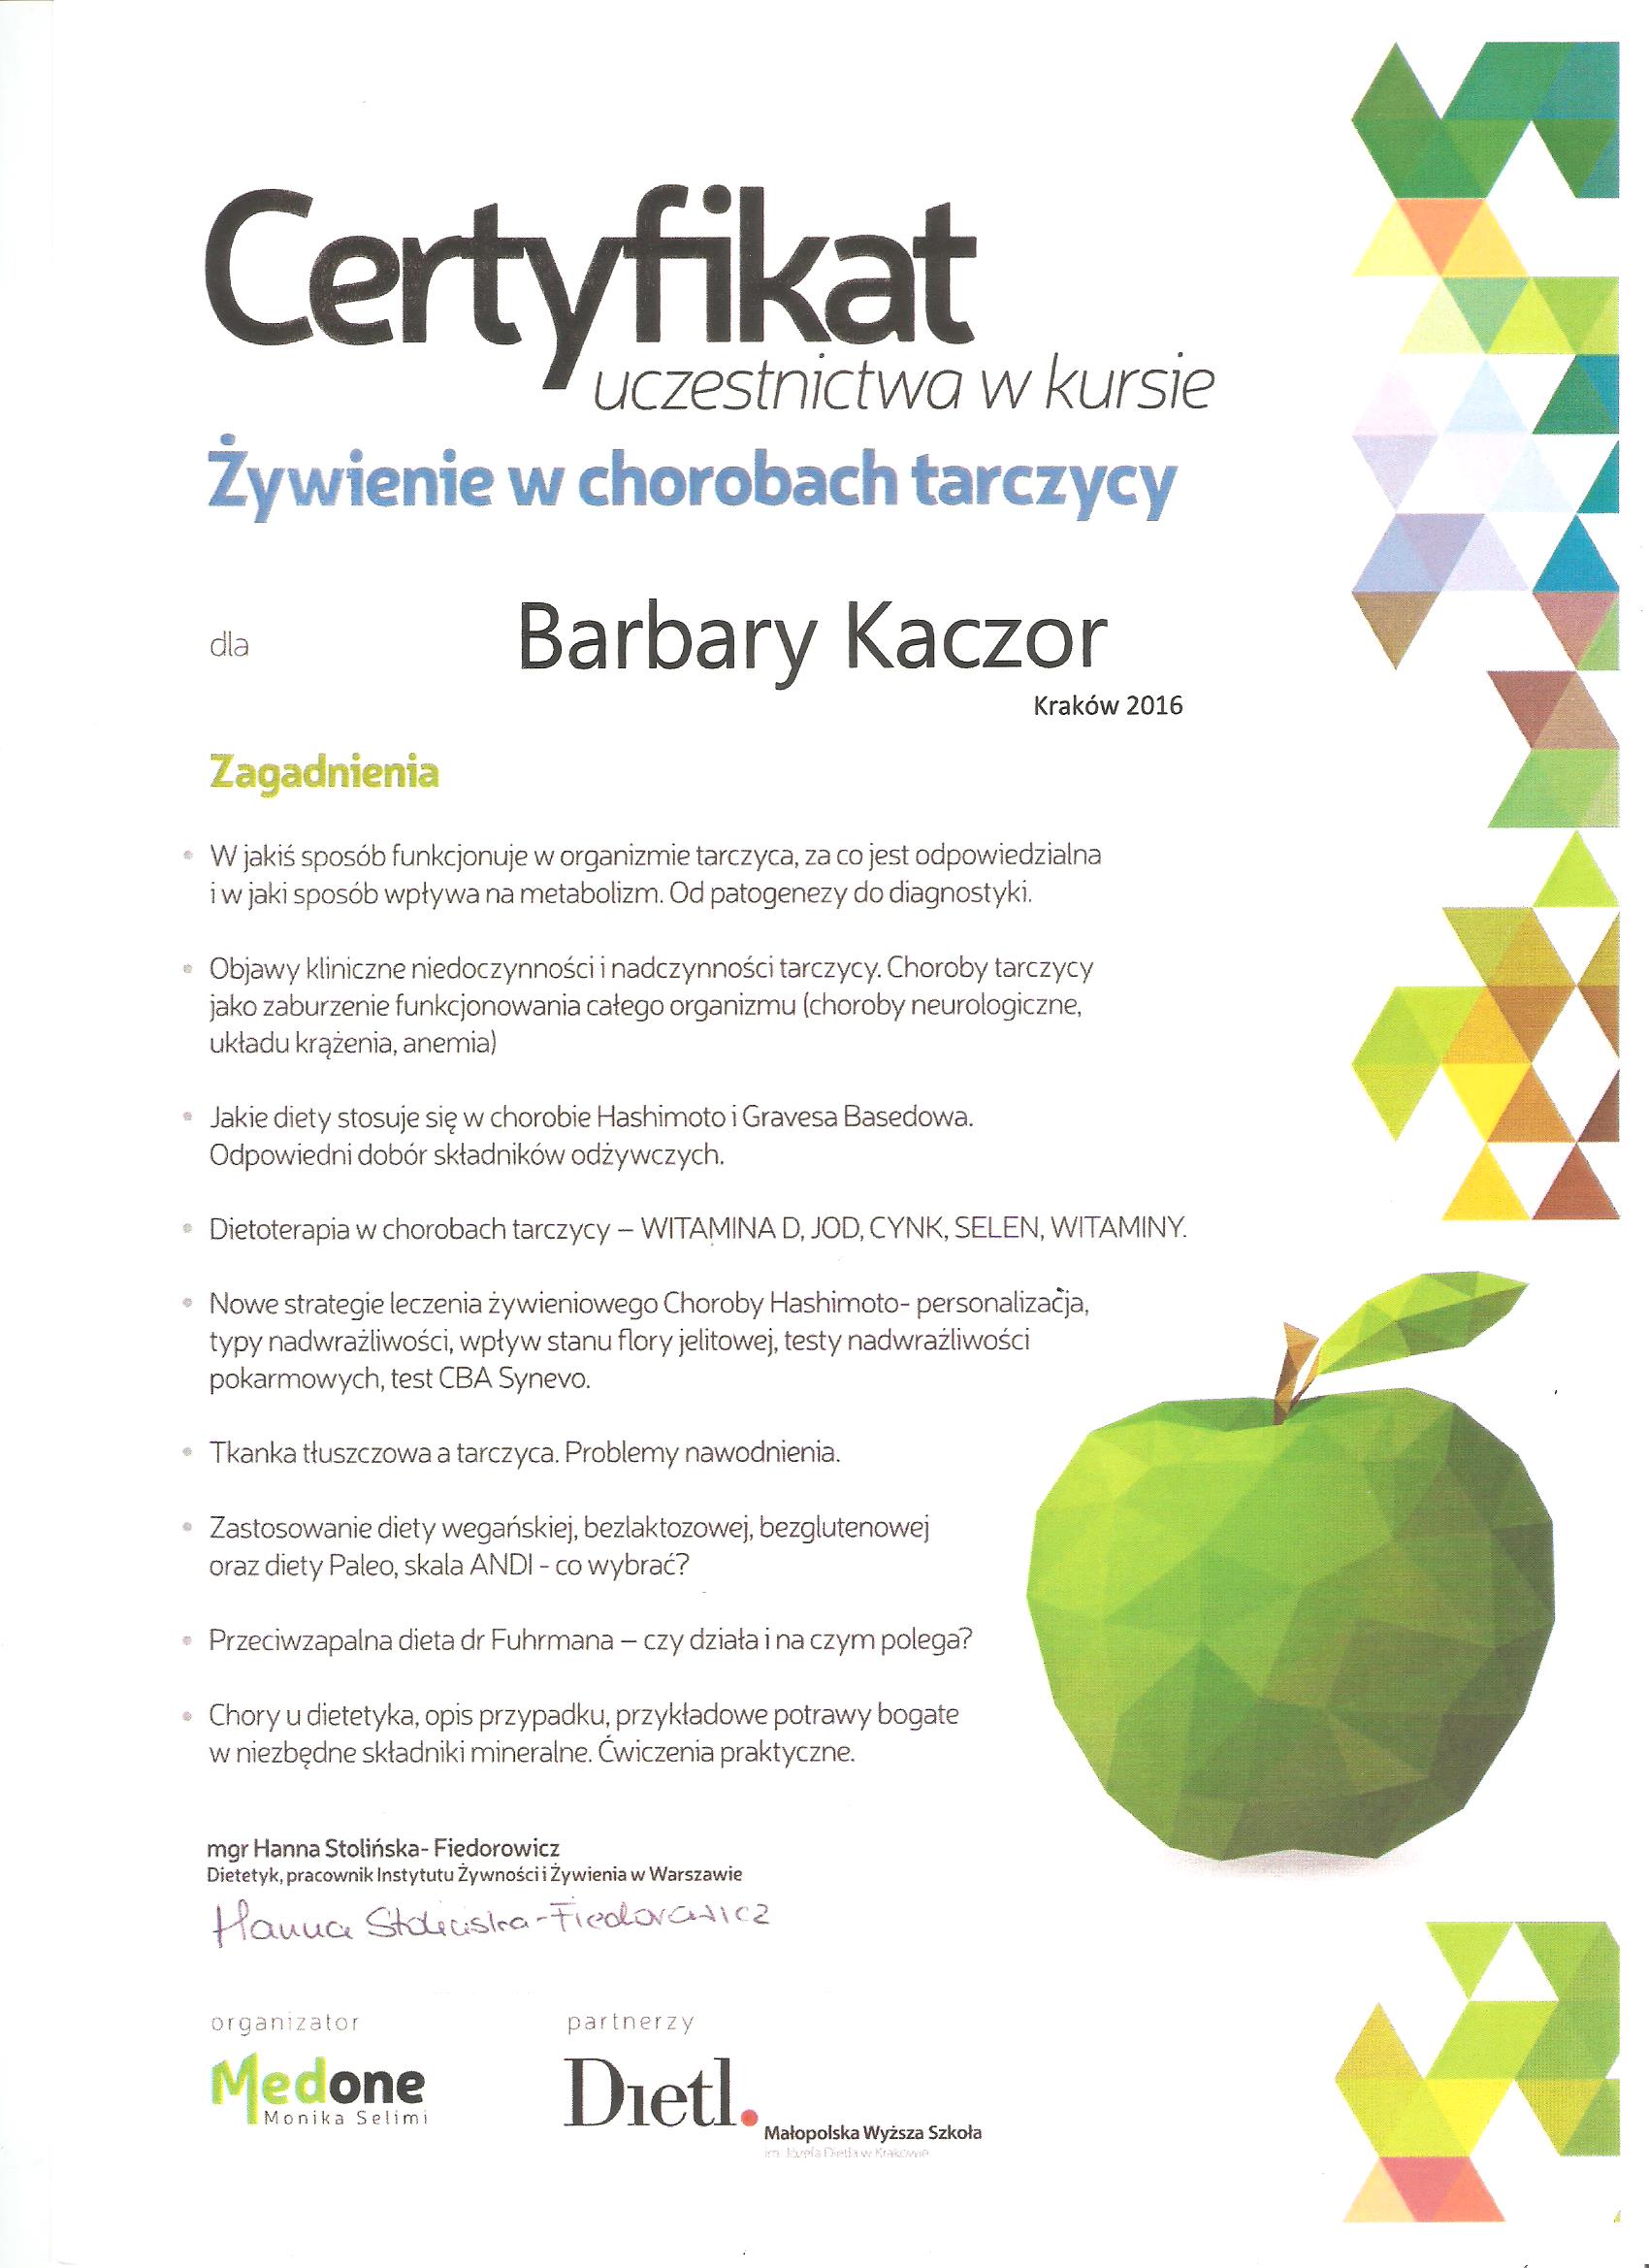 Certyfikat
uczestnictwa w kursie
Żywienie w chorobach tarczycy
dla Barbary Kaczor
Kraków 2016
Zagadnienia
• W jakiś sposób funkcjonuje w organizmie tarczyca, za co jest odpowiedzialna
i w jaki sposób wpływa na metabolizm. Od patogenezy do diagnostyki.
• Objawy kliniczne niedoczynności i nadczynności tarczycy. Choroby tarczycy
jako zaburzenie funkcjonowania całego organizmu (choroby neurologiczne,
układu krążenia, anemia)
• Jakie diety stosuje się w chorobie Hashimoto i Gravesa Basedowa.
Odpowiedni dobór składników odżywczych.
• Dietoterapia w chorobach tarczycy – WITAMINA D, JOD, CYNK, SELEN, WITAMINY.
• Nowe strategie leczenia żywieniowego Choroby Hashimoto- personalizacja,
typy nadwrażliwości, wpływ stanu flory jelitowej, testy nadwrażliwości
pokarmowych, test CBA Synevo.
• Tkanka tłuszczowa a tarczyca. Problemy nawodnienia.
• Zastosowanie diety wegańskiej, bezlaktozowej, bezglutenowej
oraz diety Paleo, skala ANDI - co wybrać?
• Przeciwzapalna dieta dr Fuhrmana – czy działa i na czym polega?
• Chory u dietetyka, opis przypadku, przykładowe potrawy bogate
w niezbędne składniki mineralne. Ćwiczenia praktyczne.
mgr Hanna Stolińska- Fiedorowicz
Dietetyk, pracownik Instytutu Żywności i Żywienia w Warszawie
Hanna Stolińska-Fiedorowicz
organizator
Medone
Monika Selimi
partnerzy
Dietl.
Małopolska Wyższa Szkoła
im. Józefa Dietla w Krakowie